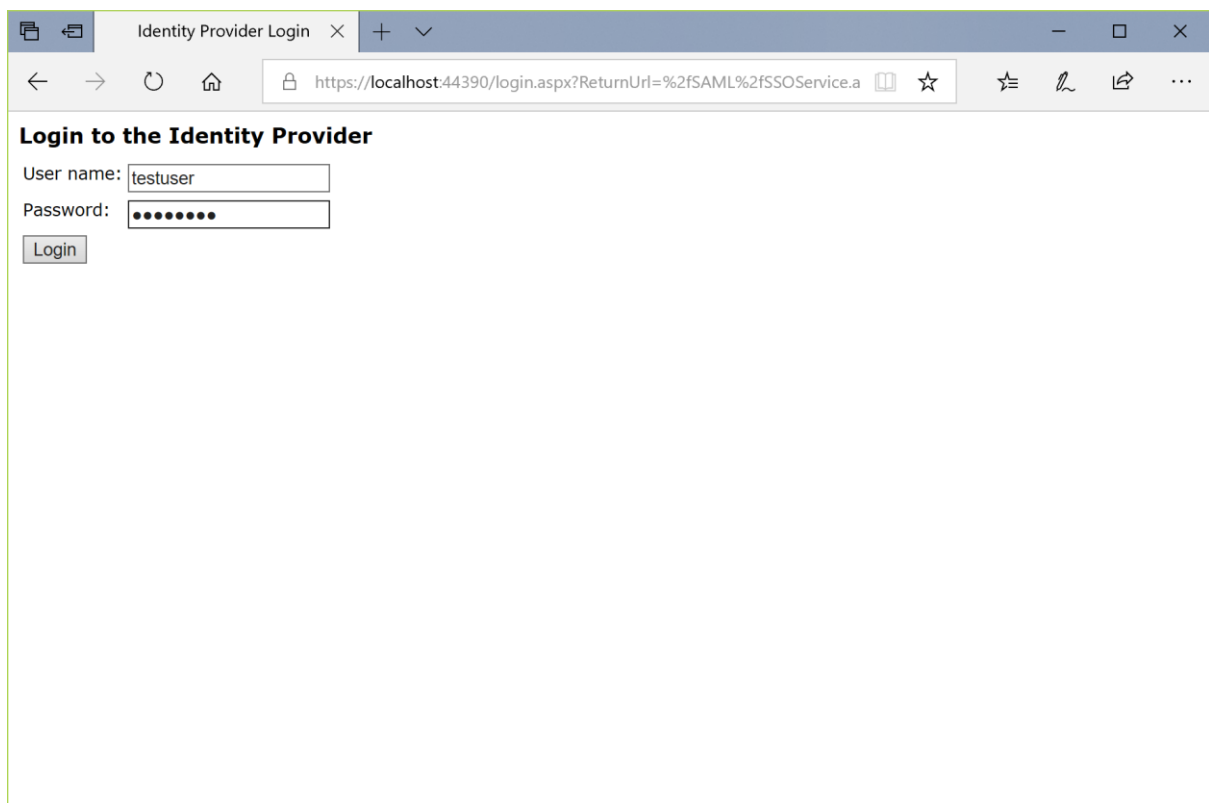 Identity Provider Login
https://localhost:44390/login.aspx?ReturnUrl=%2fSAML%2fSSOService.a
Login to the Identity Provider
User name: testuser
Password: ●●●●●●●●
Login